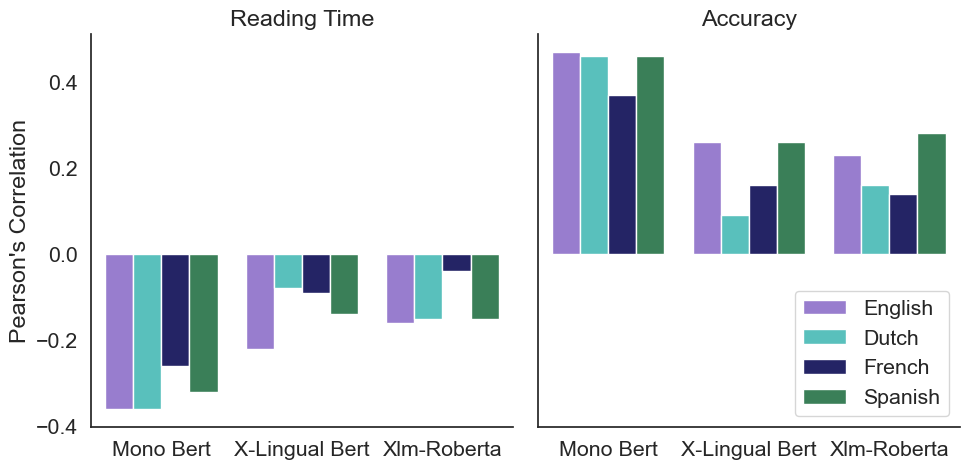 Reading Time
Accuracy
Pearson's Correlation
0.4
0.2
0.0
−0.2
−0.4
Mono Bert
X-Lingual Bert
Xlm-Roberta
Mono Bert
X-Lingual Bert
Xlm-Roberta
English
Dutch
French
Spanish